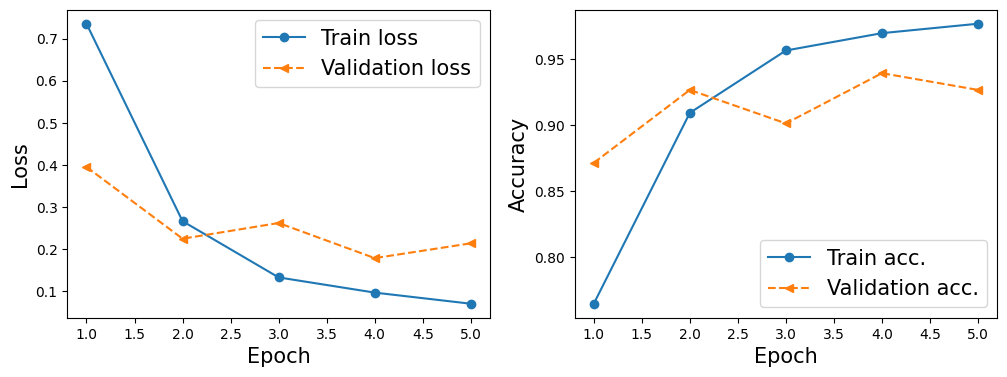 0.7
0.6
0.5
0.4
0.3
0.2
0.1
Loss
Train loss
Validation loss
1.0 1.5 2.0 2.5 3.0 3.5 4.0 4.5 5.0
Epoch
0.95
0.90
0.85
0.80
Accuracy
Train acc.
Validation acc.
1.0 1.5 2.0 2.5 3.0 3.5 4.0 4.5 5.0
Epoch